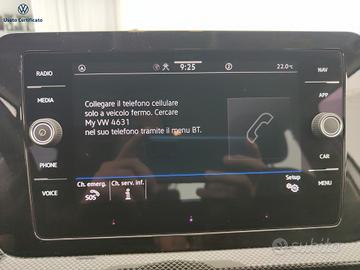 Usato Certificato
RADIO
MEDIA
PHONE
VOICE
9:25
22.0°C
Collegare il telefono cellulare
solo a veicolo fermo. Cercare
My VW 4631
nel suo telefono tramite il menu BT.
Ch. emerg.
SOS
Ch. serv. inf.
i
Setup
NAV
APP
CAR
MENU
subito